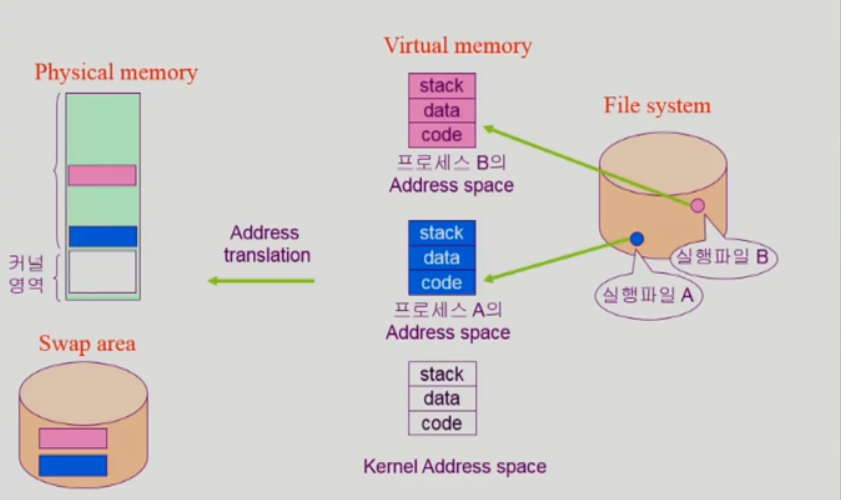 Physical memory
커널
영역
Swap area
Address
translation
Virtual memory
stack
data
code
프로세스 B의
Address space
stack
data
code
프로세스 A의
Address space
stack
data
code
Kernel Address space
File system
실행파일 B
실행파일 A